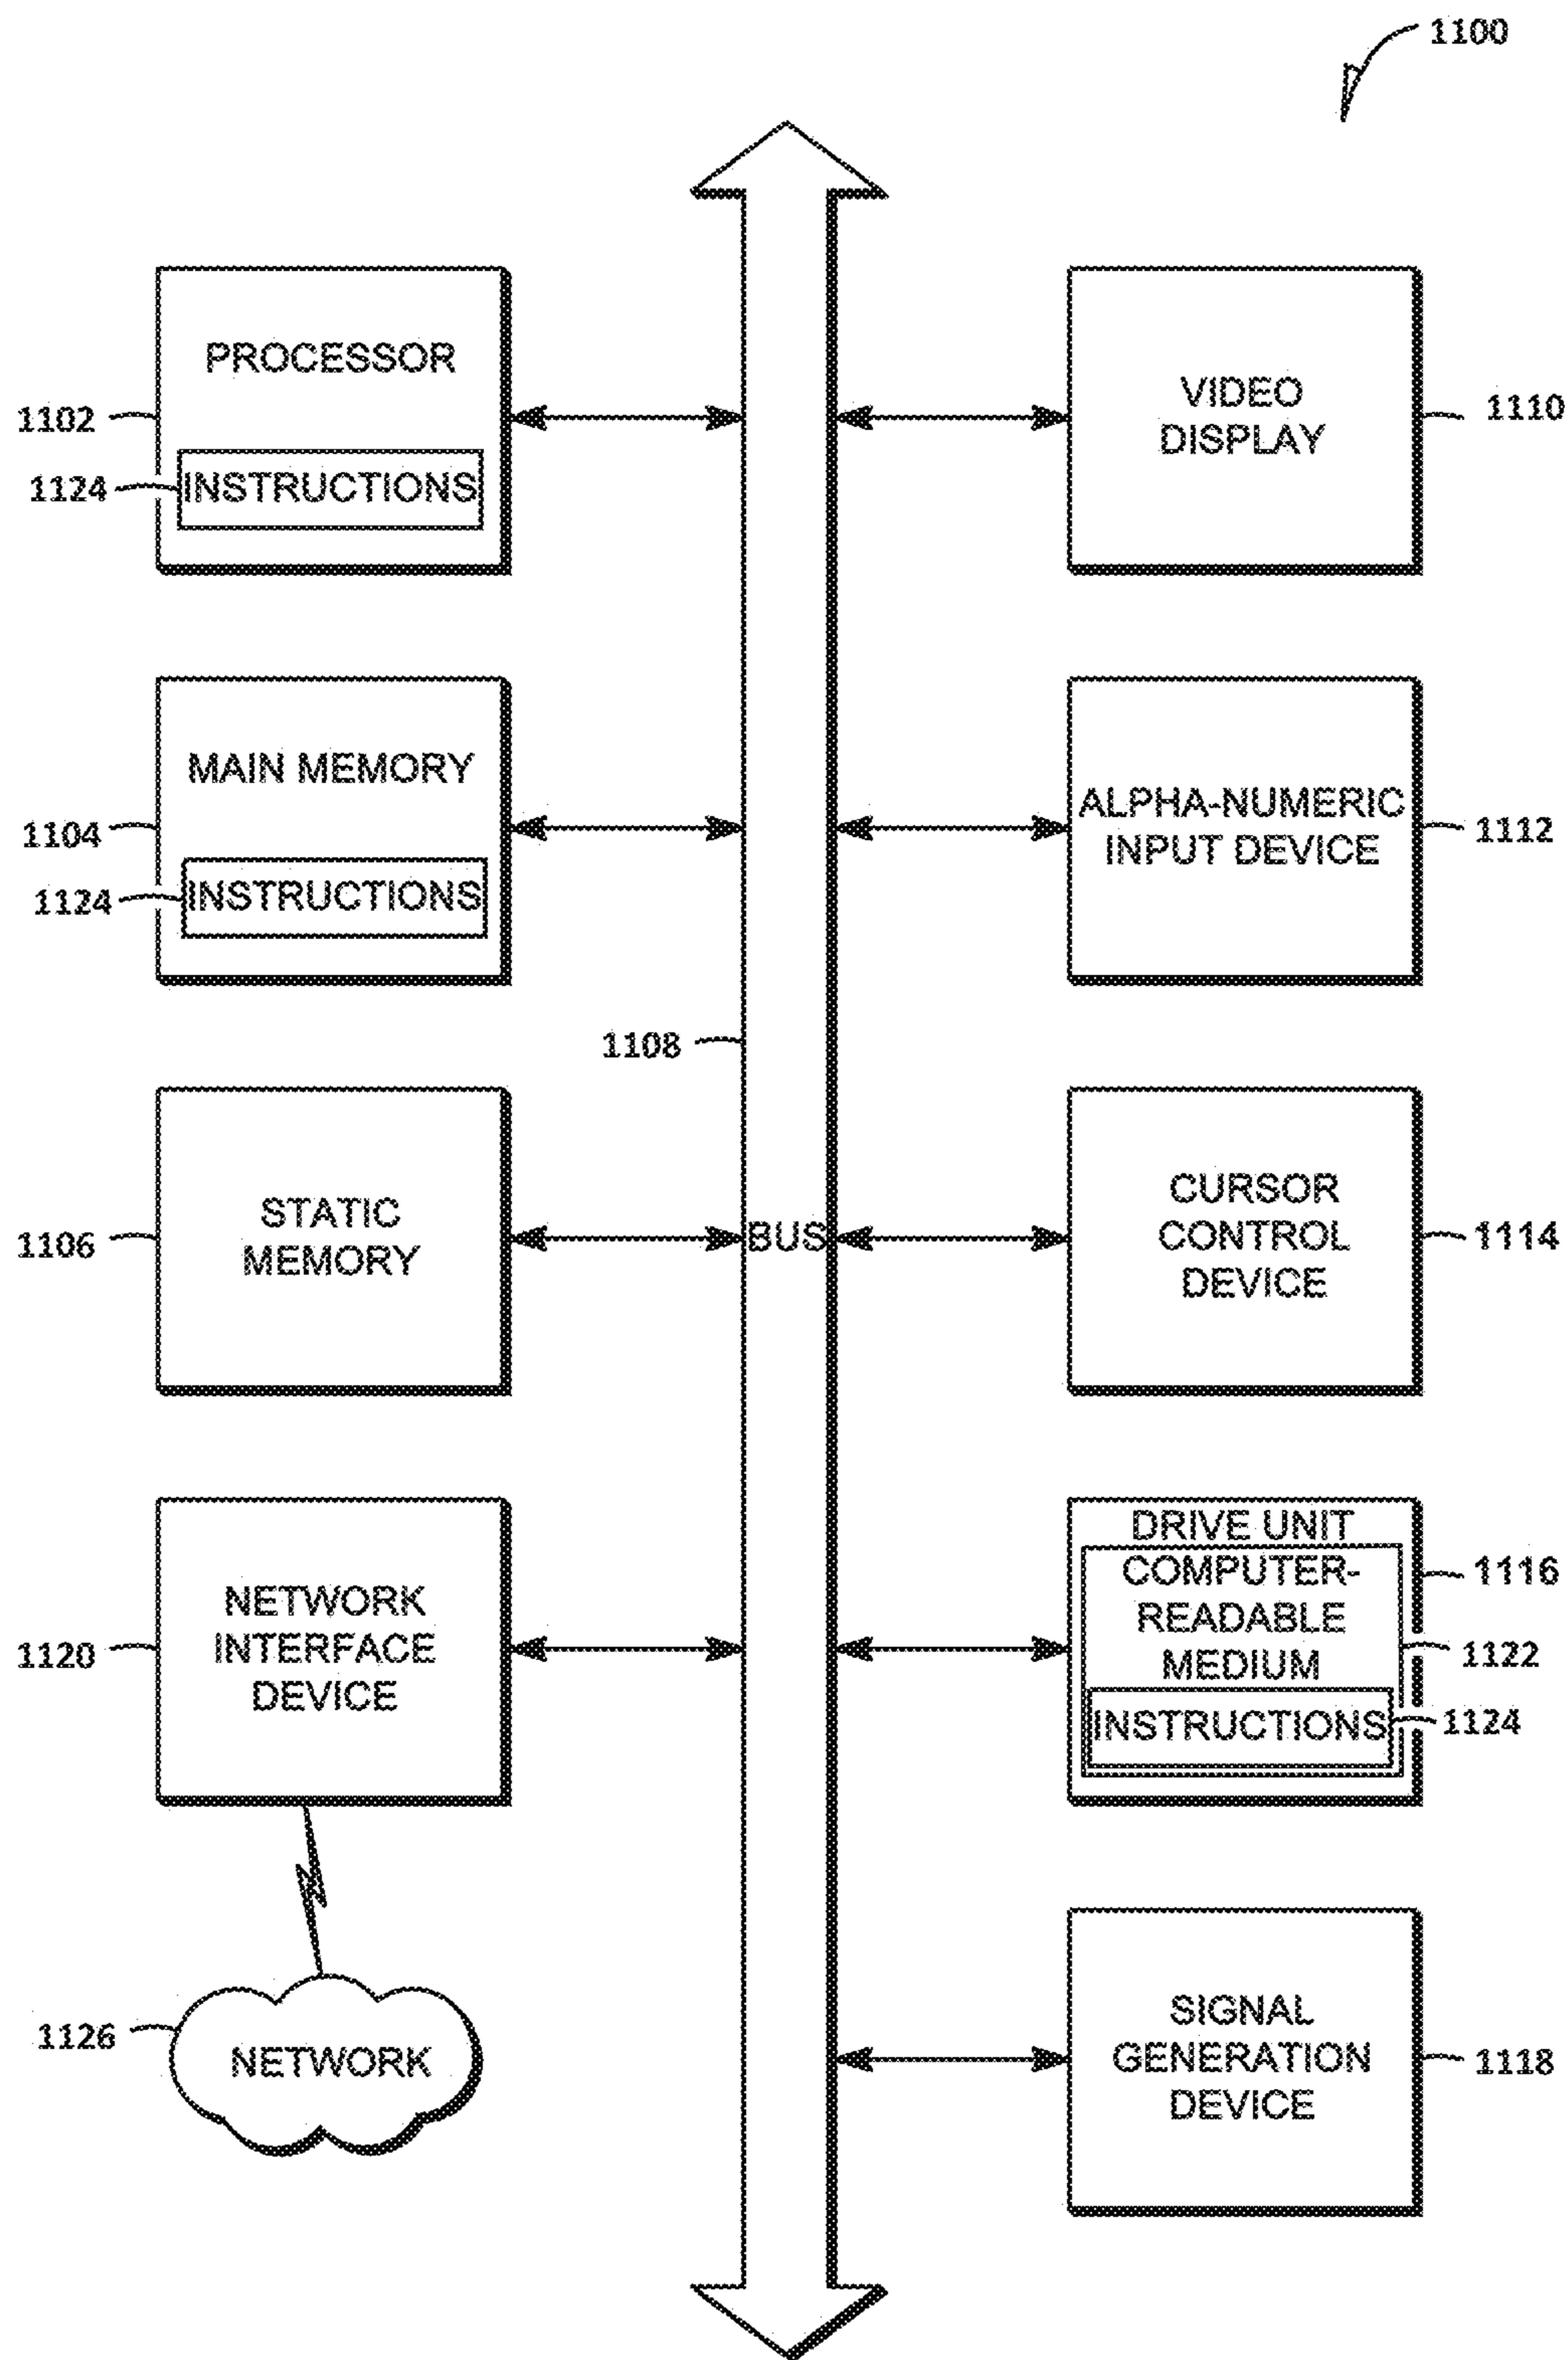 1100
PROCESSOR
1102
1124
INSTRUCTIONS
VIDEO
DISPLAY
1110
MAIN MEMORY
1104
1124
INSTRUCTIONS
ALPHA-NUMERIC
INPUT DEVICE
1112
1108
STATIC
MEMORY
1106
BUS
CURSOR
CONTROL
DEVICE
1114
NETWORK
INTERFACE
DEVICE
1120
DRIVE UNIT
COMPUTER-
READABLE
MEDIUM
INSTRUCTIONS
1116
1122
1124
1126
NETWORK
SIGNAL
GENERATION
DEVICE
1118